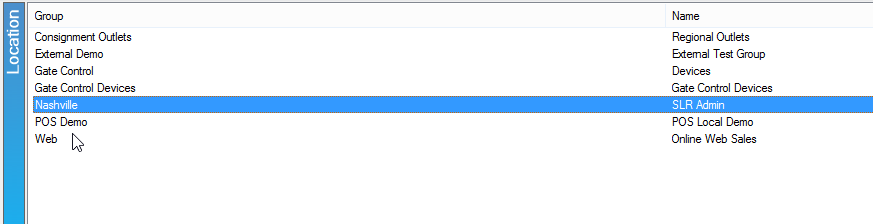 Location
Group Name
Consignment Outlets Regional Outlets
External Demo External Test Group
Gate Control Devices
Gate Control Devices Gate Control Devices
Nashville SLR Admin
POS Demo POS Local Demo
Web Online Web Sales